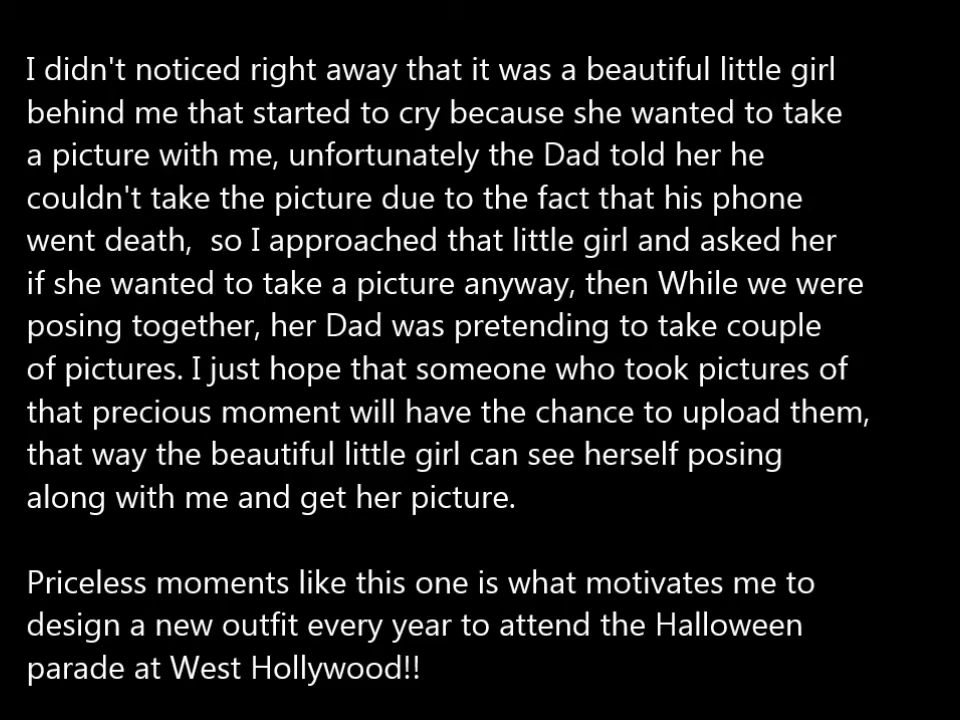 I didn't noticed right away that it was a beautiful little girl
behind me that started to cry because she wanted to take
a picture with me, unfortunately the Dad told her he
couldn't take the picture due to the fact that his phone
went death,  so I approached that little girl and asked her
if she wanted to take a picture anyway, then While we were
posing together, her Dad was pretending to take couple
of pictures. I just hope that someone who took pictures of
that precious moment will have the chance to upload them,
that way the beautiful little girl can see herself posing
along with me and get her picture.

Priceless moments like this one is what motivates me to
design a new outfit every year to attend the Halloween
parade at West Hollywood!!